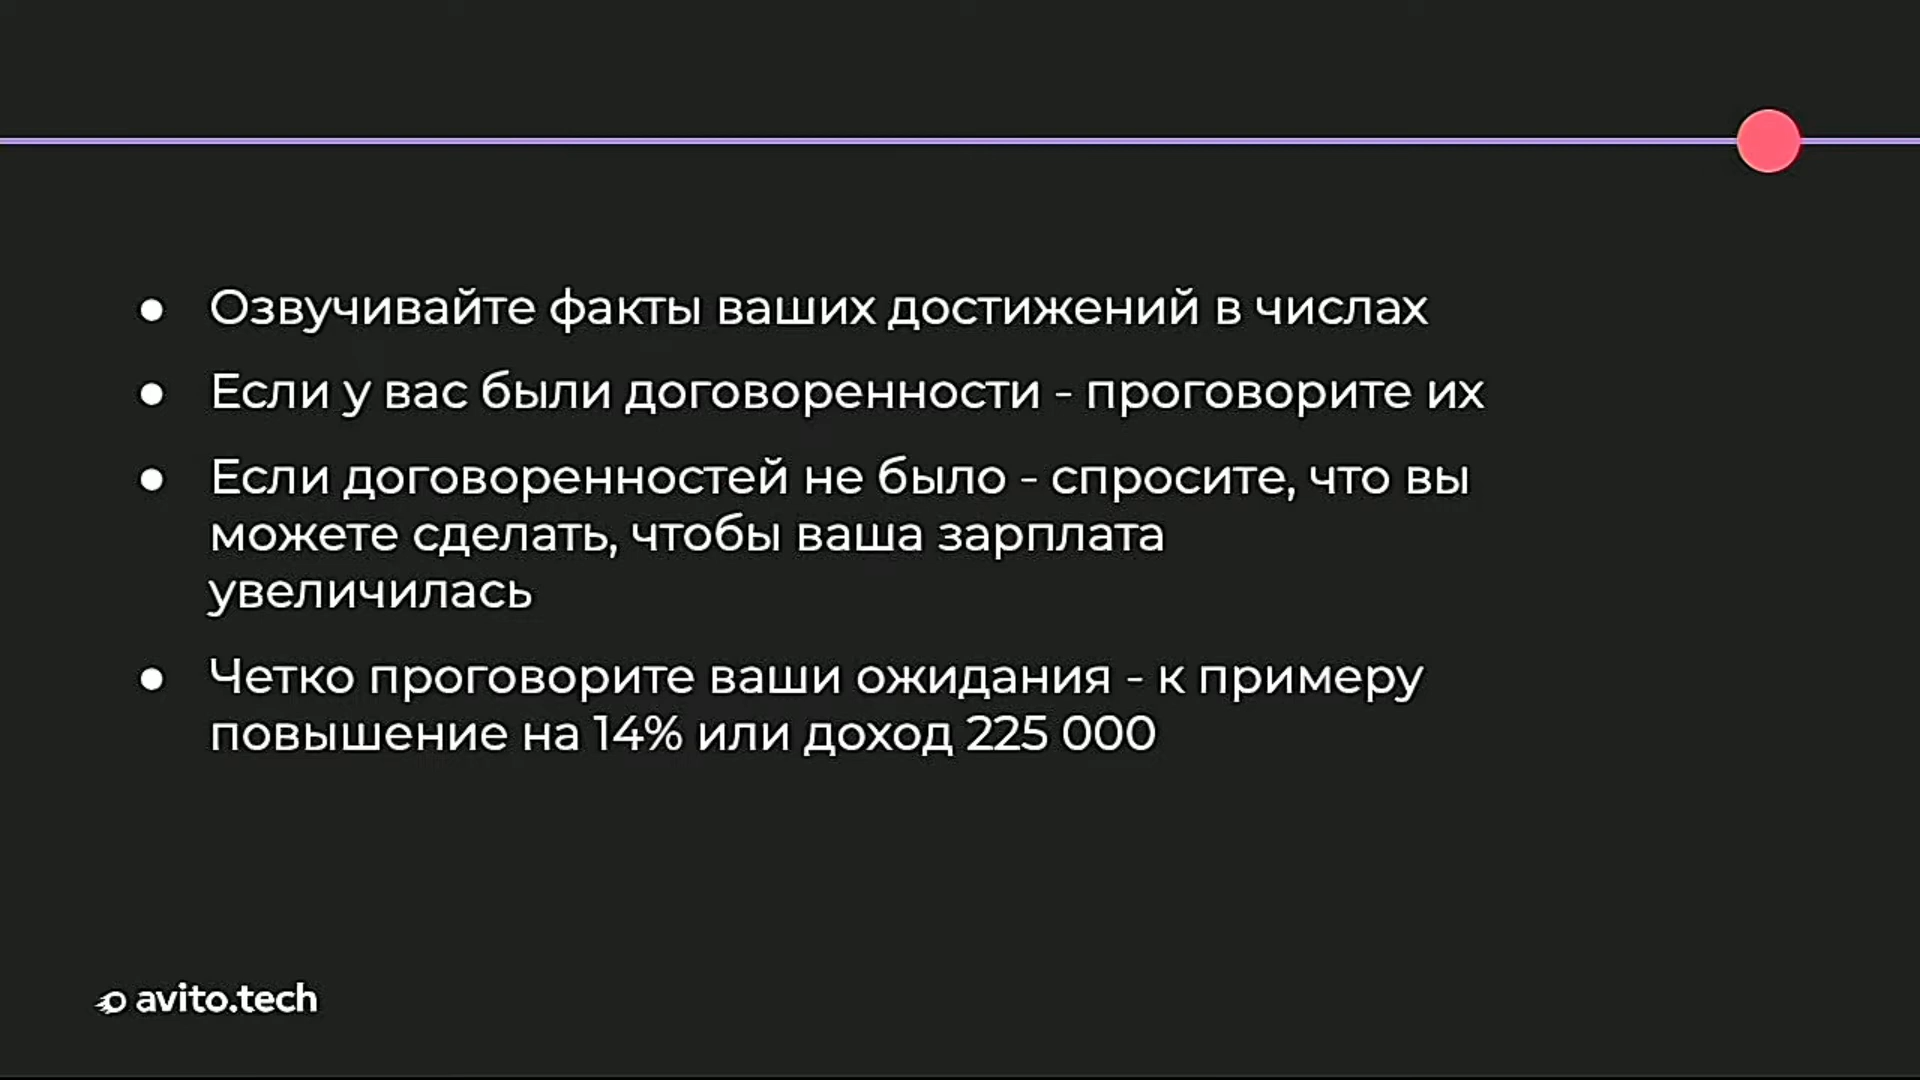 ● Озвучивайте факты ваших достижений в числах
● Если у вас были договоренности - проговорите их
● Если договоренностей не было - спросите, что вы
можете сделать, чтобы ваша зарплата
увеличилась
● Четко проговорите ваши ожидания - к примеру
повышение на 14% или доход 225 000
avito.tech